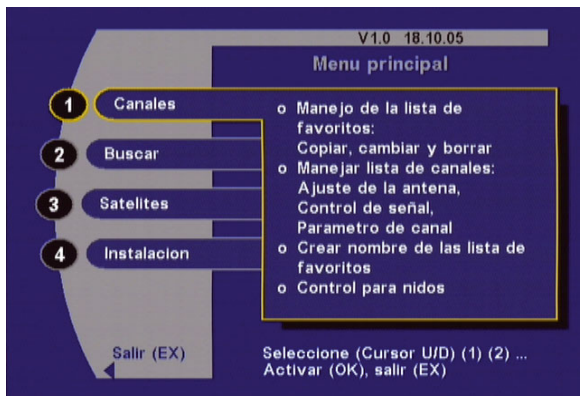 V1.0 18.10.05
Menu principal
1 Canales
2 Buscar
3 Satelites
4 Instalacion
o Manejo de la lista de
favoritos:
Copiar, cambiar y borrar
o Manejar lista de canales:
Ajuste de la antena,
Control de señal,
Parametro de canal
o Crear nombre de las lista de
favoritos
o Control para nidos
Salir (EX)
Seleccione (Cursor U/D) (1) (2) ...
Activar (OK), salir (EX)